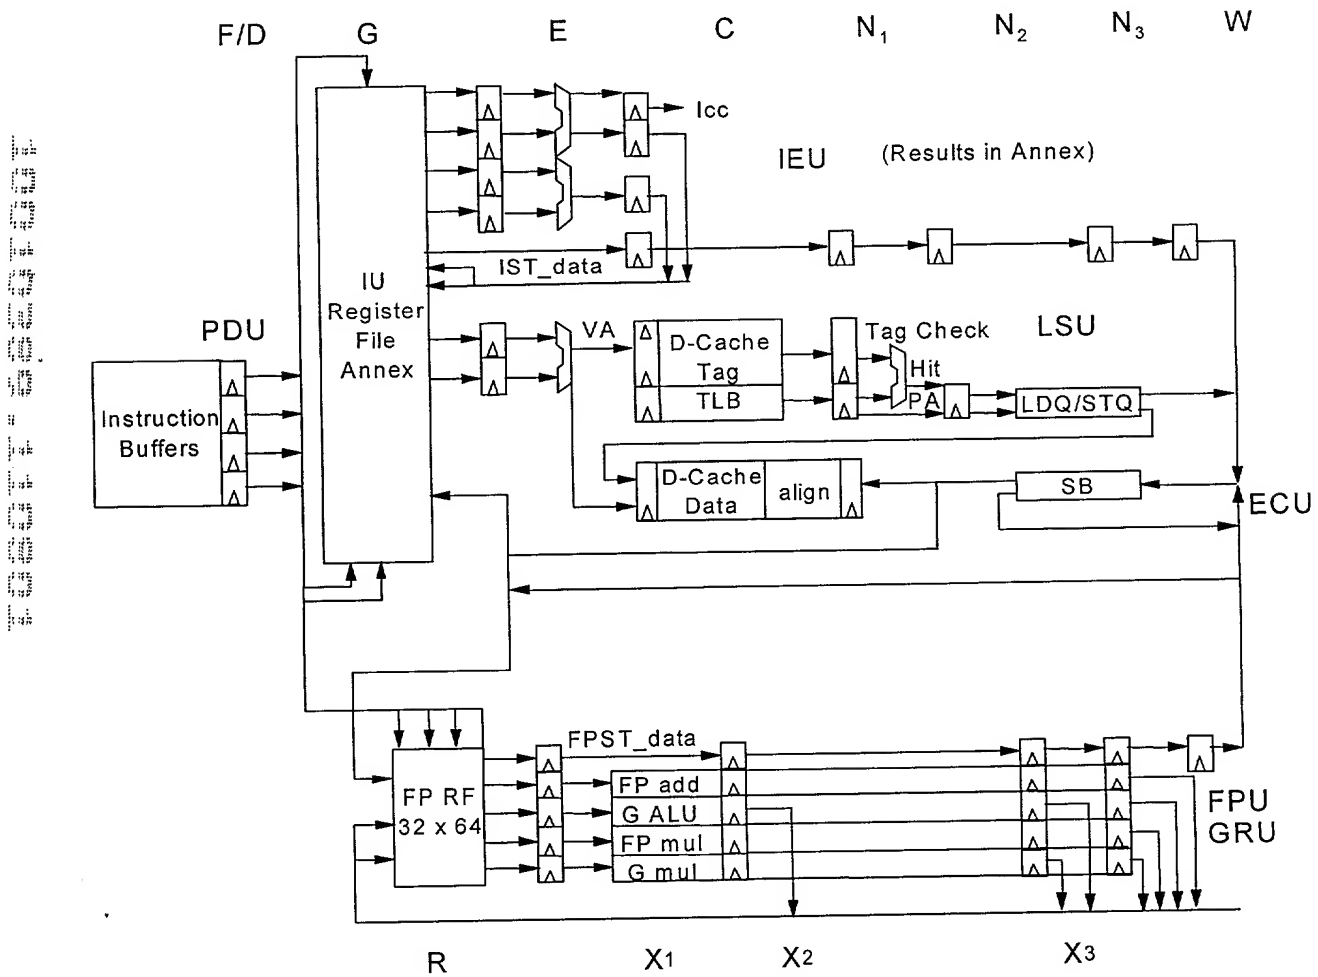 F/D G E C N1 N2 N3 W
Icc
IEU (Results in Annex)
IST_data
IU
Register
File
Annex
PDU
Instruction
Buffers
VA
D-Cache
Tag
TLB
Tag Check
Hit
PA
LSU
LDQ/STQ
D-Cache
Data
align
SB
ECU
FPST_data
FP RF
32 x 64
FP add
G ALU
FP mul
G mul
FPU
GRU
R X1 X2 X3